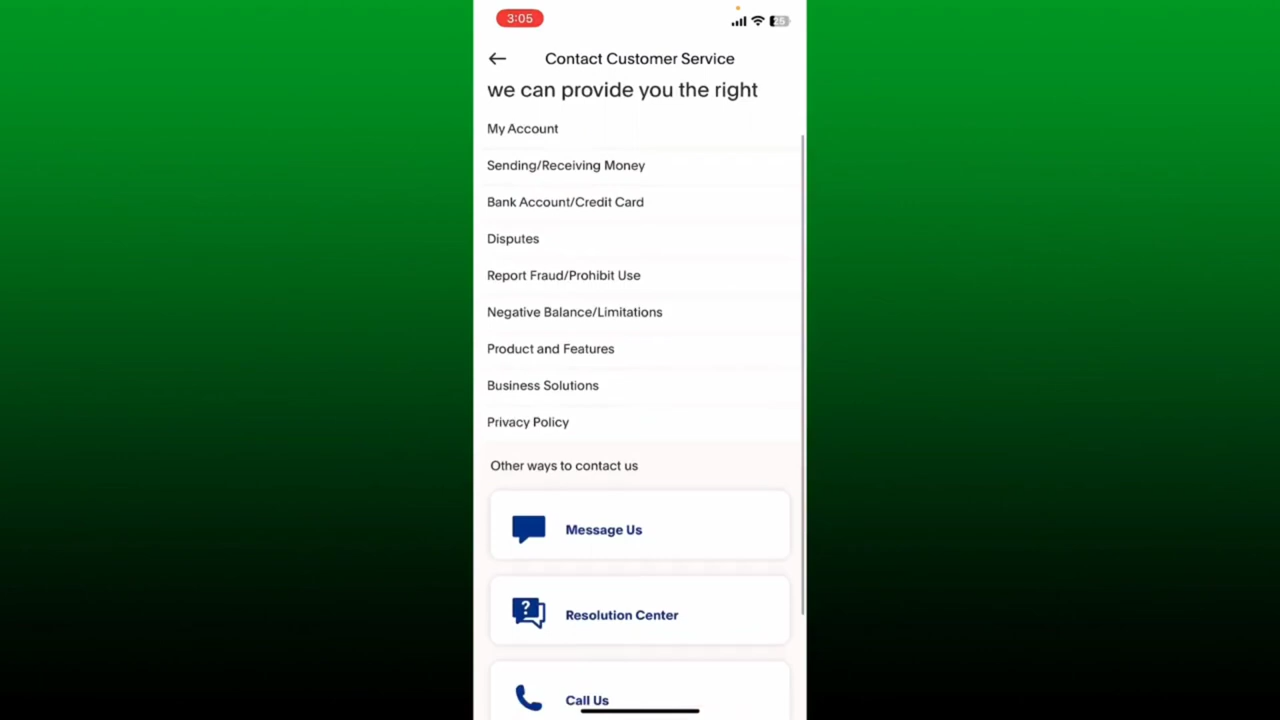 3:05
25
Contact Customer Service
we can provide you the right
My Account
Sending/Receiving Money
Bank Account/Credit Card
Disputes
Report Fraud/Prohibit Use
Negative Balance/Limitations
Product and Features
Business Solutions
Privacy Policy
Other ways to contact us
Message Us
?
Resolution Center
Call Us